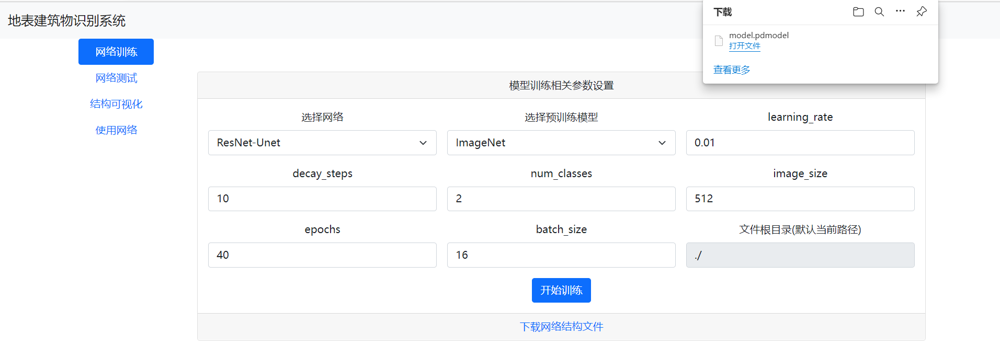 地表建筑物识别系统
下载
model.pdmodel
打开文件
查看更多
网络训练
网络测试
结构可视化
使用网络
模型训练相关参数设置
选择网络
选择预训练模型
learning_rate
ResNet-Unet
ImageNet
0.01
decay_steps
num_classes
image_size
10
2
512
epochs
batch_size
文件根目录(默认当前路径)
40
16
./
开始训练
下载网络结构文件